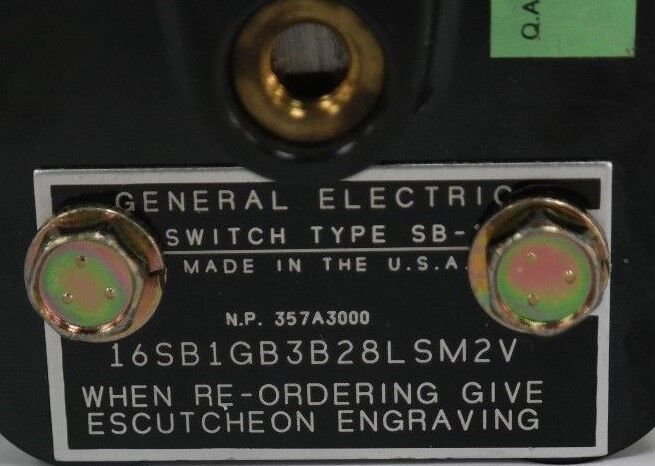 Q.A
GENERAL ELECTRIC
SWITCH TYPE SB-
MADE IN THE U.S.A.
N.P. 357A3000
16SB1GB3B28LSM2V
WHEN RE-ORDERING GIVE
ESCUTCHEON ENGRAVING